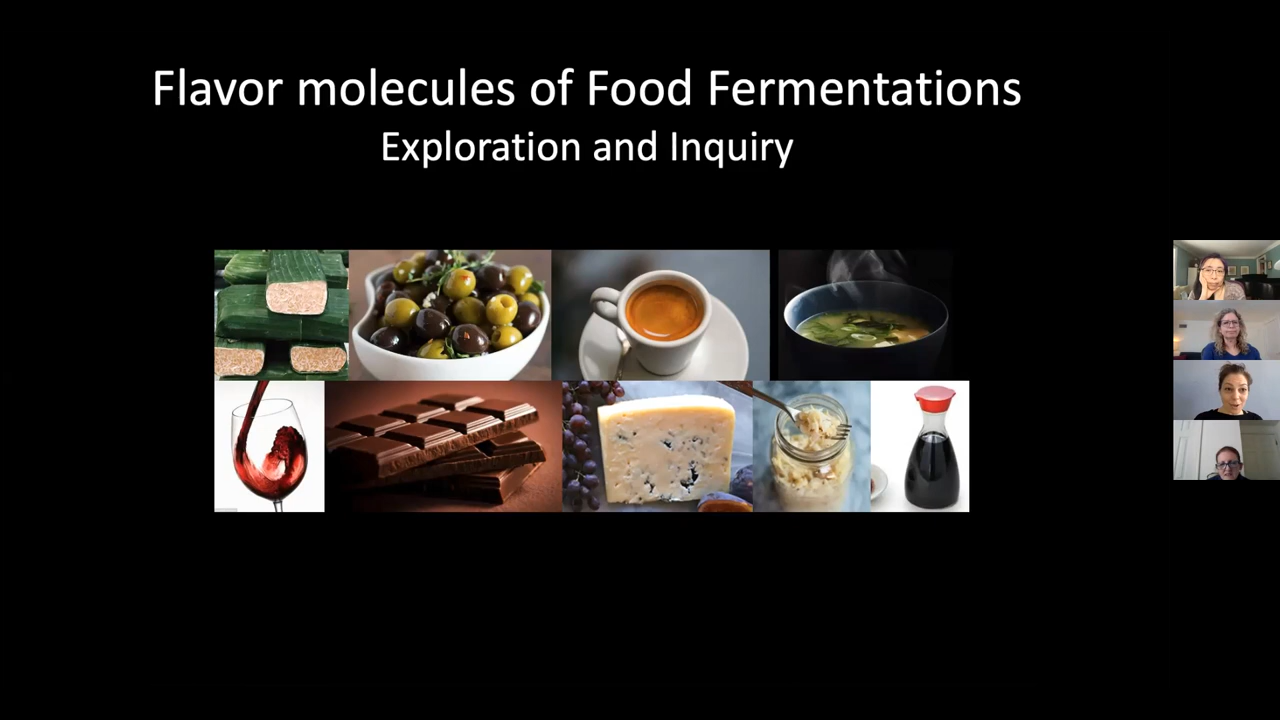 Flavor molecules of Food Fermentations
Exploration and Inquiry